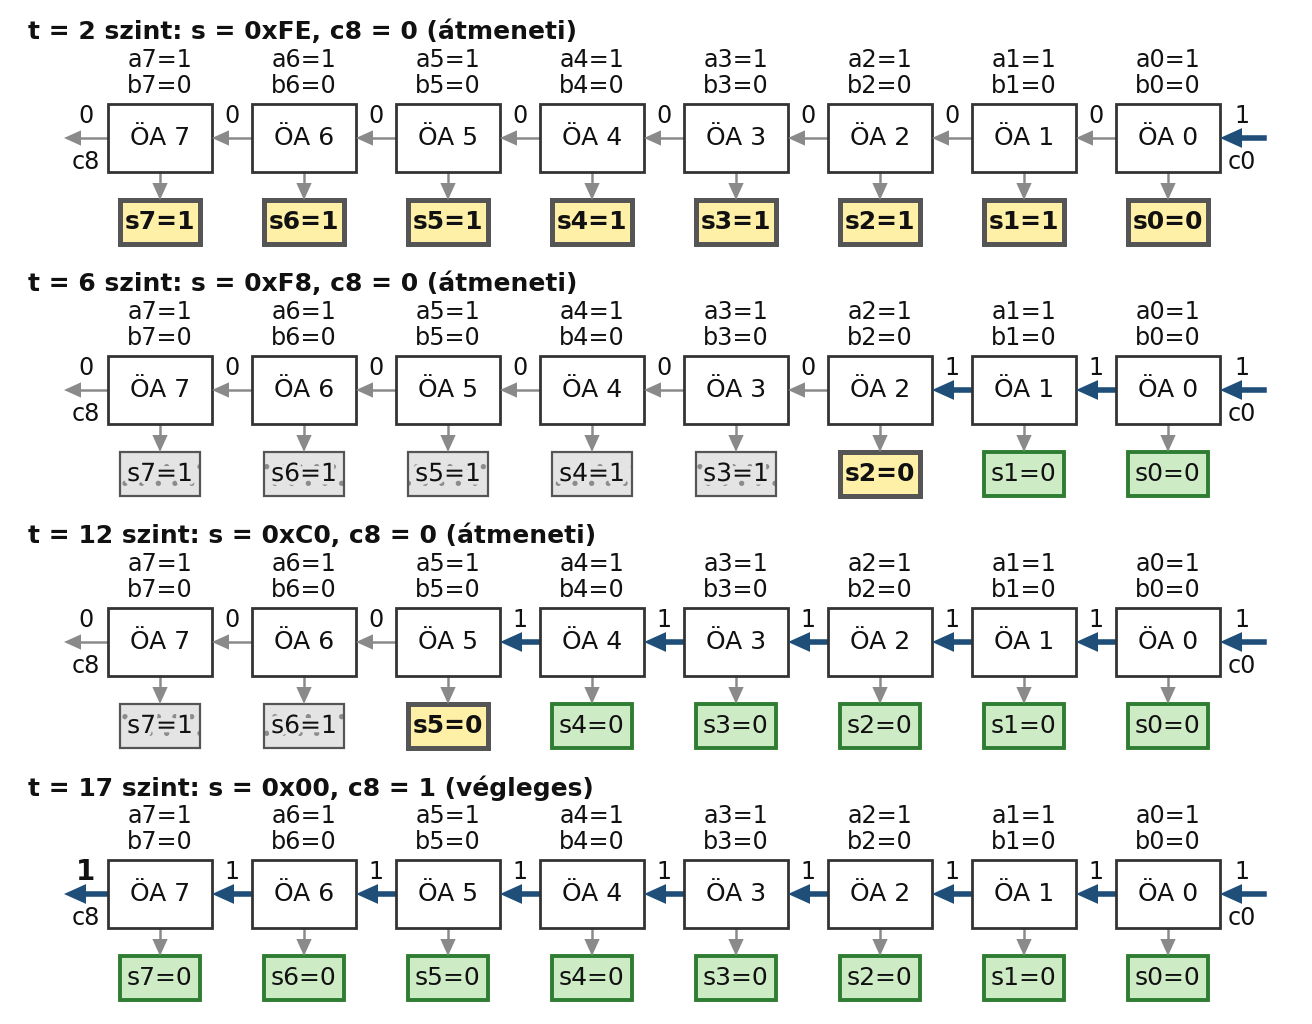 t = 2 szint: s = 0xFE, c8 = 0 (átmeneti)
a7=1 a6=1 a5=1 a4=1 a3=1 a2=1 a1=1 a0=1
b7=0 b6=0 b5=0 b4=0 b3=0 b2=0 b1=0 b0=0
0 0 0 0 0 0 0 0 1
ÖA 7 ÖA 6 ÖA 5 ÖA 4 ÖA 3 ÖA 2 ÖA 1 ÖA 0
c8 c0
s7=1 s6=1 s5=1 s4=1 s3=1 s2=1 s1=1 s0=0
t = 6 szint: s = 0xF8, c8 = 0 (átmeneti)
a7=1 a6=1 a5=1 a4=1 a3=1 a2=1 a1=1 a0=1
b7=0 b6=0 b5=0 b4=0 b3=0 b2=0 b1=0 b0=0
0 0 0 0 0 0 1 1 1
ÖA 7 ÖA 6 ÖA 5 ÖA 4 ÖA 3 ÖA 2 ÖA 1 ÖA 0
c8 c0
s7=1 s6=1 s5=1 s4=1 s3=1 s2=0 s1=0 s0=0
t = 12 szint: s = 0xC0, c8 = 0 (átmeneti)
a7=1 a6=1 a5=1 a4=1 a3=1 a2=1 a1=1 a0=1
b7=0 b6=0 b5=0 b4=0 b3=0 b2=0 b1=0 b0=0
0 0 0 1 1 1 1 1 1
ÖA 7 ÖA 6 ÖA 5 ÖA 4 ÖA 3 ÖA 2 ÖA 1 ÖA 0
c8 c0
s7=1 s6=1 s5=0 s4=0 s3=0 s2=0 s1=0 s0=0
t = 17 szint: s = 0x00, c8 = 1 (végleges)
a7=1 a6=1 a5=1 a4=1 a3=1 a2=1 a1=1 a0=1
b7=0 b6=0 b5=0 b4=0 b3=0 b2=0 b1=0 b0=0
1 1 1 1 1 1 1 1 1
ÖA 7 ÖA 6 ÖA 5 ÖA 4 ÖA 3 ÖA 2 ÖA 1 ÖA 0
c8 c0
s7=0 s6=0 s5=0 s4=0 s3=0 s2=0 s1=0 s0=0